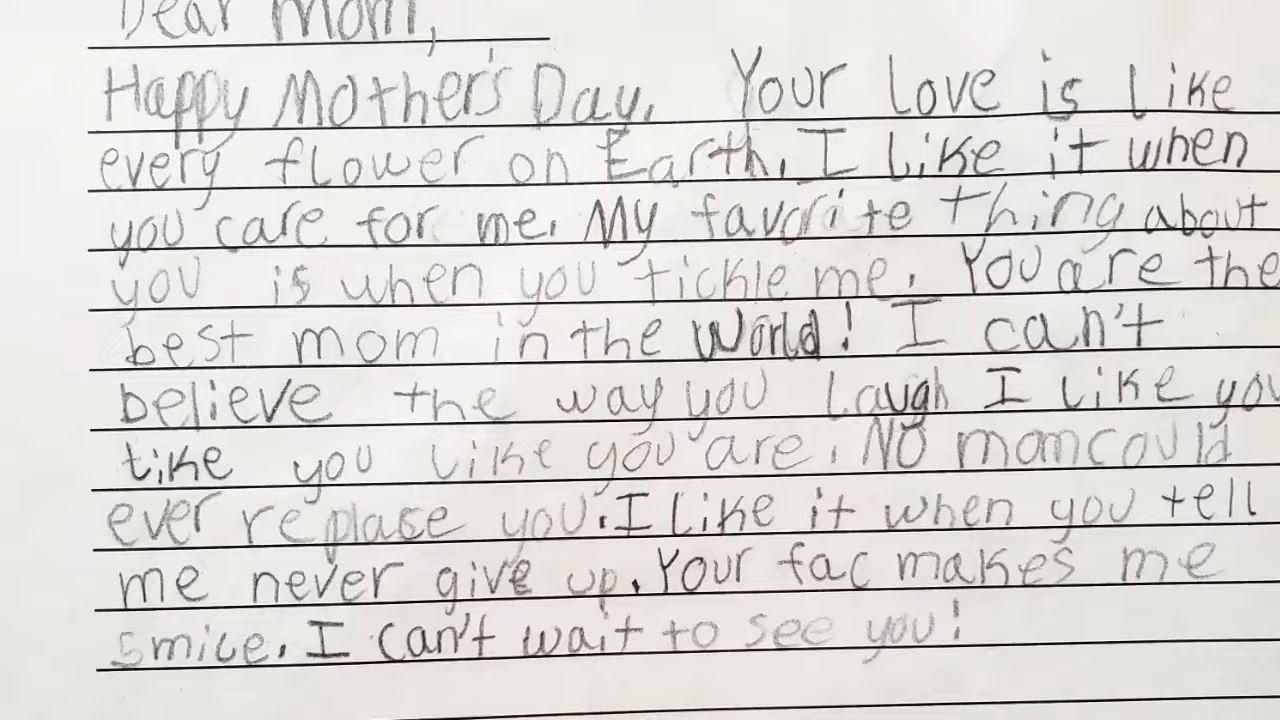 Dear Mom,
Happy Mother's Day. Your love is like
every flower on Earth. I like it when
you care for me. My favorite thing about
you is when you tickle me. You are the
best mom in the world! I can't
believe the way you laugh I like you
like you like you are. No mom could
ever replase you. I like it when you tell
me never give up. Your fac makes me
smile. I can't wait to see you!